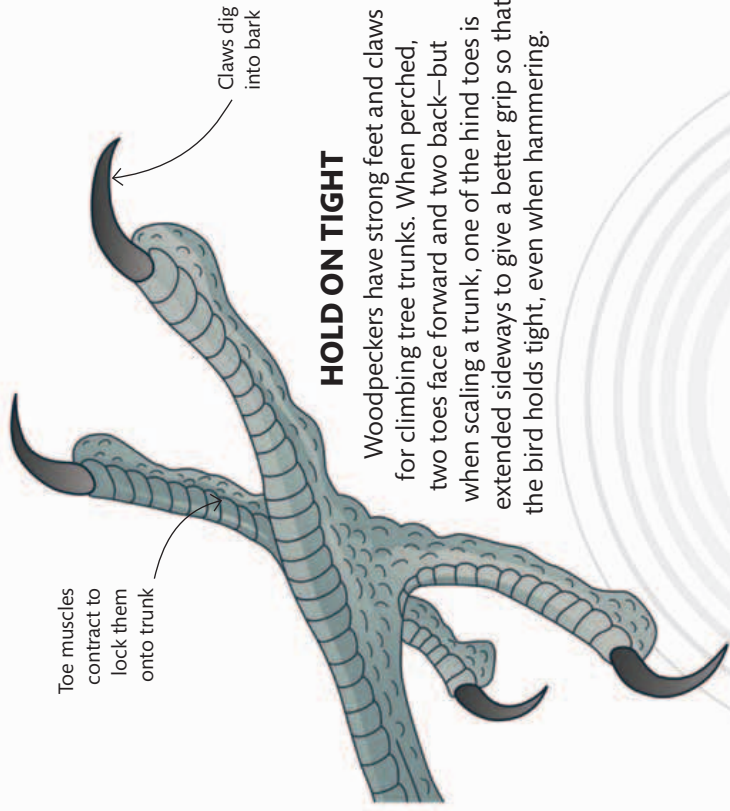 HOLD ON TIGHT
Woodpeckers have strong feet and claws
for climbing tree trunks. When perched,
two toes face forward and two back—but
when scaling a trunk, one of the hind toes is
extended sideways to give a better grip so that
the bird holds tight, even when hammering.
Toe muscles
contract to
lock them
onto trunk
Claws dig
into bark